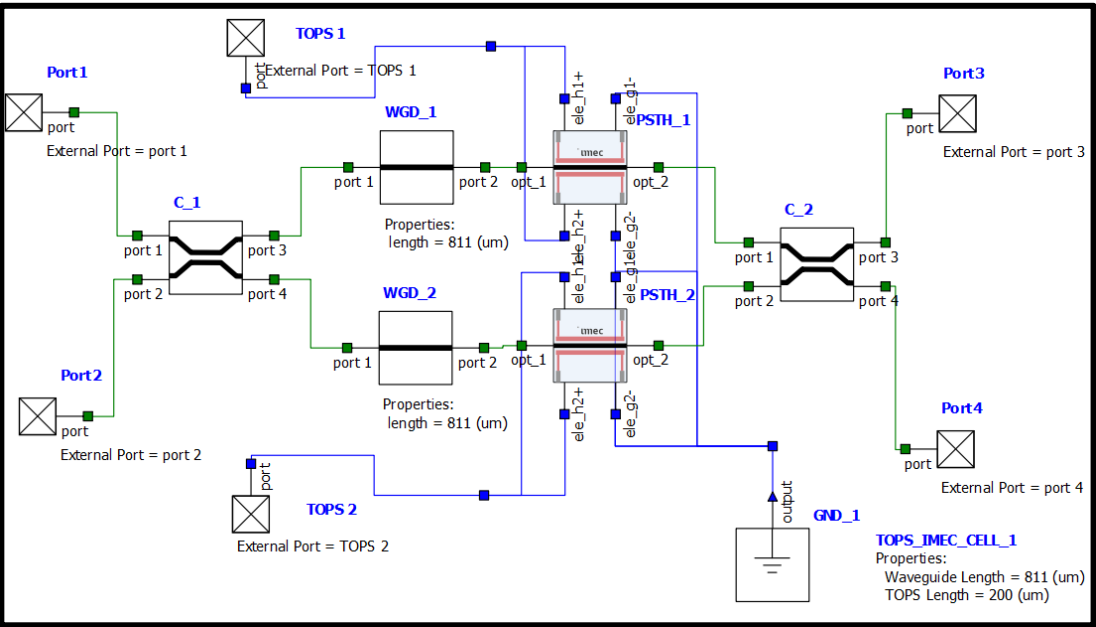 TOPS 1
port
External Port = TOPS 1
Port1
port
External Port = port 1
WGD_1
port 1
port 2
Properties:
length = 811 (um)
ele_h1+
ele_g1-
PSTH_1
imec
opt_1
opt_2
ele_h2+
ele_g2-
Port3
port
External Port = port 3
C_1
port 1
port 3
port 2
port 4
C_2
port 1
port 3
port 2
port 4
WGD_2
port 1
port 2
Properties:
length = 811 (um)
ele_h1+
ele_g1-
PSTH_2
imec
opt_1
opt_2
ele_h2+
ele_g2-
Port2
port
External Port = port 2
Port4
port
External Port = port 4
port
TOPS 2
External Port = TOPS 2
output
GND_1
TOPS_IMEC_CELL_1
Properties:
Waveguide Length = 811 (um)
TOPS Length = 200 (um)